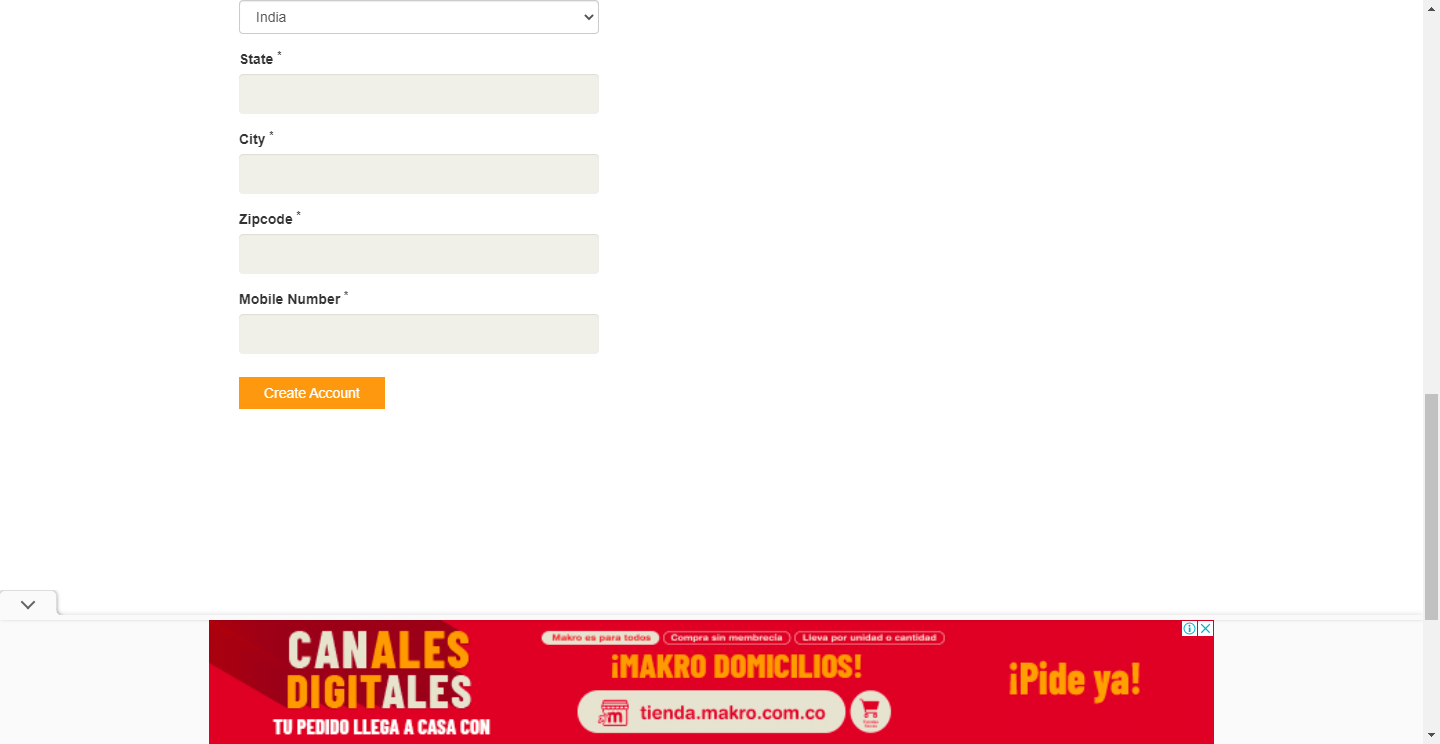 India
State *
City *
Zipcode *
Mobile Number *
Create Account
CANALES
DIGITALES
TU PEDIDO LLEGA A CASA CON
Makro es para todos
Compra sin membrecía
Lleva por unidad o cantidad
¡MAKRO DOMICILIOS!
m
tienda.makro.com.co
¡Pide ya!